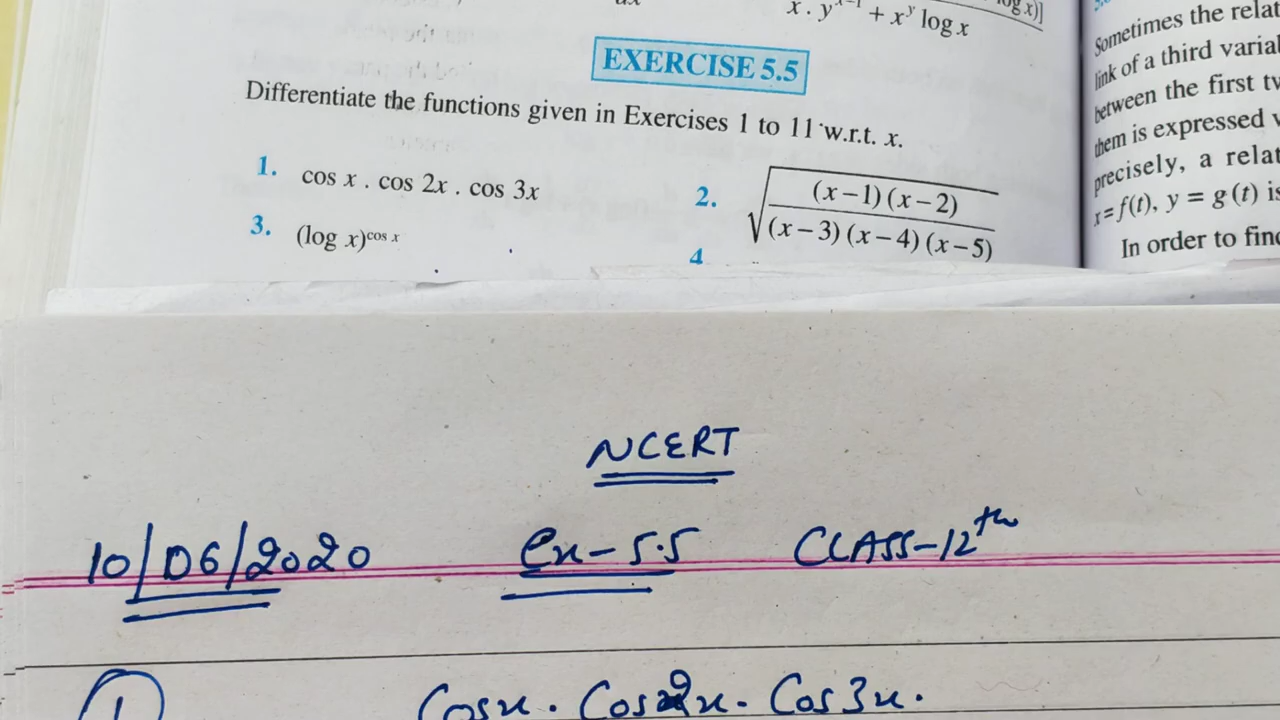 x . y^(x-1) + x^y log x
EXERCISE 5.5
Differentiate the functions given in Exercises 1 to 11 w.r.t. x.
1. cos x . cos 2x . cos 3x
2. √((x−1)(x−2) / (x−3)(x−4)(x−5))
3. (log x)^(cos x)
4
Sometimes the relat
link of a third varial
between the first tv
them is expressed v
precisely, a relat
x = f(t), y = g (t) is
In order to find
NCERT
10/06/2020 Ex-5.5 CLASS-12th
1 Cosx. Cos2x. Cos3x.